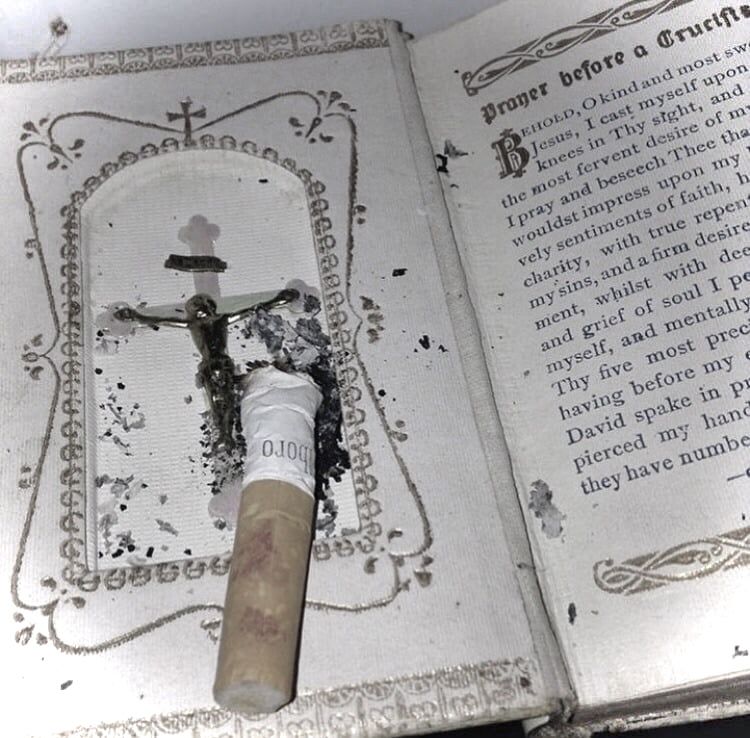 lboro
Prayer before a Crucifix
BEHOLD, O kind and most sw
Jesus, I cast myself upon
knees in Thy sight, and
the most fervent desire of m
I pray and beseech Thee tha
wouldst impress upon my
vely sentiments of faith, h
charity, with true repen
my sins, and a firm desire
ment, whilst with dee
and grief of soul I p
myself, and mentally
Thy five most prec
having before my
David spake in p
pierced my hand
they have numbe